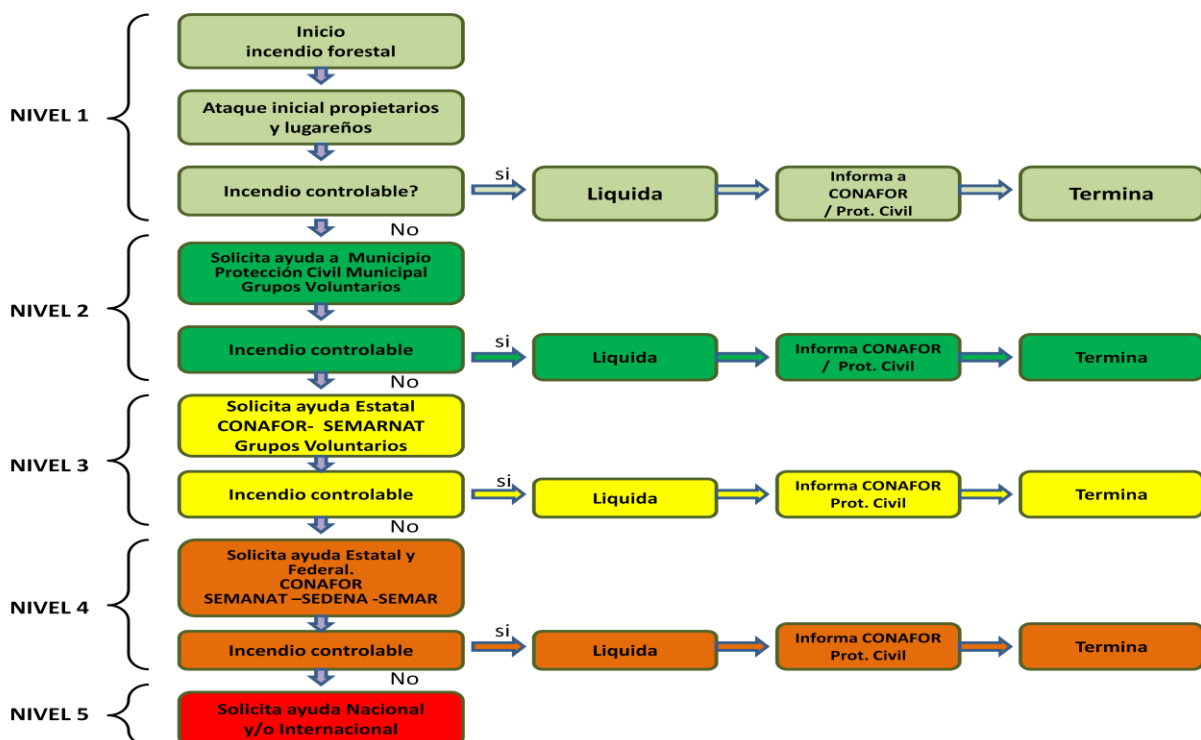 Inicio
incendio forestal
NIVEL 1
Ataque inicial propietarios
y lugareños
Incendio controlable?
si
Liquida
Informa a
CONAFOR
/ Prot. Civil
Termina
No
NIVEL 2
Solicita ayuda a Municipio
Protección Civil Municipal
Grupos Voluntarios
Incendio controlable
si
Liquida
Informa CONAFOR
/ Prot. Civil
Termina
No
NIVEL 3
Solicita ayuda Estatal
CONAFOR- SEMARNAT
Grupos Voluntarios
Incendio controlable
si
Liquida
Informa CONAFOR
Prot. Civil
Termina
No
NIVEL 4
Solicita ayuda Estatal y
Federal.
CONAFOR
SEMANAT –SEDENA -SEMAR
Incendio controlable
si
Liquida
Informa CONAFOR
Prot. Civil
Termina
No
NIVEL 5
Solicita ayuda Nacional
y/o Internacional